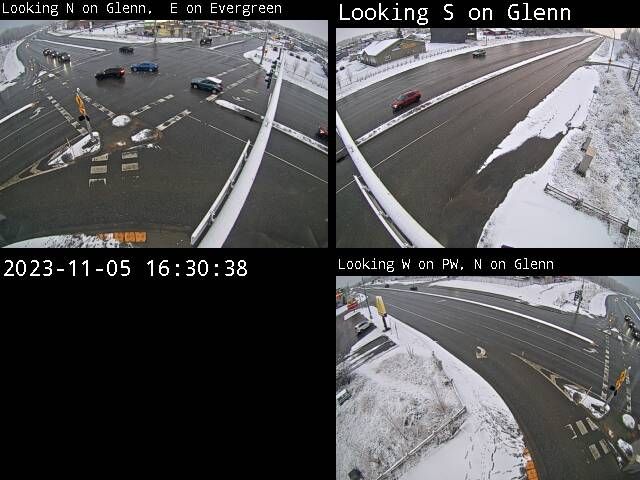 Looking N on Glenn,  E on Evergreen
Looking S on Glenn
2023-11-05 16:30:38
Looking W on PW, N on Glenn